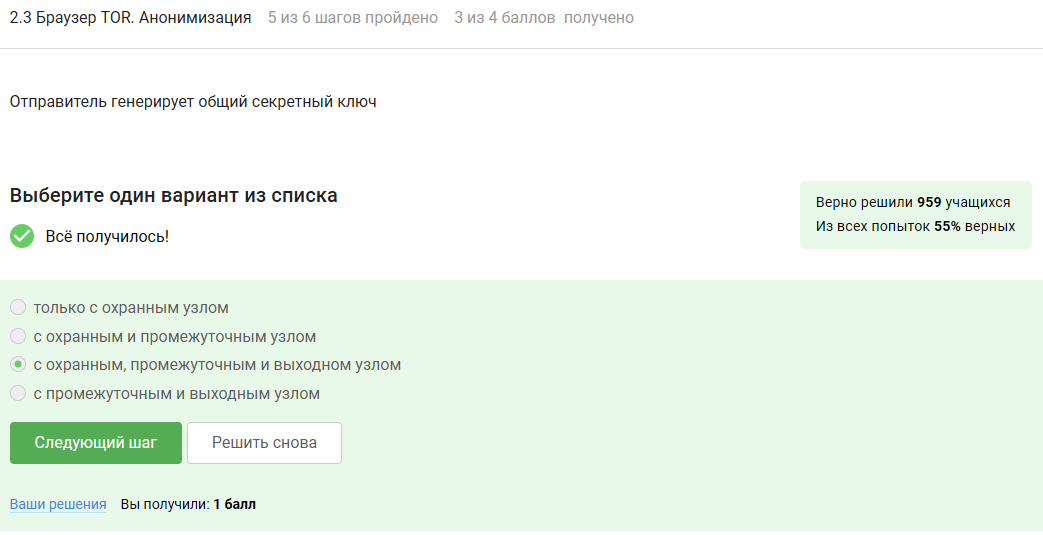 2.3 Браузер TOR. Анонимизация 5 из 6 шагов пройдено 3 из 4 баллов получено
Отправитель генерирует общий секретный ключ
Выберите один вариант из списка
Всё получилось!
Верно решили 959 учащихся
Из всех попыток 55% верных
только с охранным узлом
с охранным и промежуточным узлом
с охранным, промежуточным и выходном узлом
с промежуточным и выходным узлом
Следующий шаг Решить снова
Ваши решения Вы получили: 1 балл